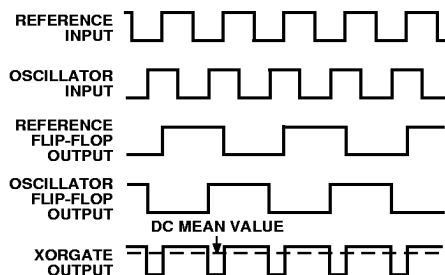 REFERENCE
INPUT
OSCILLATOR
INPUT
REFERENCE
FLIP-FLOP
OUTPUT
OSCILLATOR
FLIP-FLOP
OUTPUT
DC MEAN VALUE
XORGATE
OUTPUT